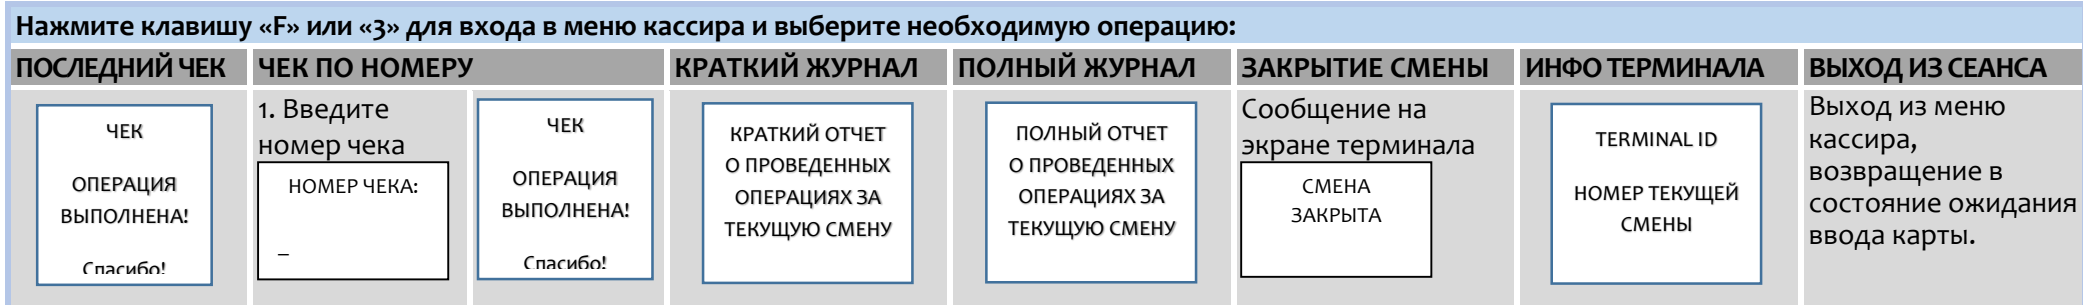 Нажмите клавишу «F» или «3» для входа в меню кассира и выберите необходимую операцию:
ПОСЛЕДНИЙ ЧЕК
ЧЕК
ОПЕРАЦИЯ
ВЫПОЛНЕНА!
Спасибо!
ЧЕК ПО НОМЕРУ
1. Введите
номер чека
НОМЕР ЧЕКА:
_
ЧЕК
ОПЕРАЦИЯ
ВЫПОЛНЕНА!
Спасибо!
КРАТКИЙ ЖУРНАЛ
КРАТКИЙ ОТЧЕТ
О ПРОВЕДЕННЫХ
ОПЕРАЦИЯХ ЗА
ТЕКУЩУЮ СМЕНУ
ПОЛНЫЙ ЖУРНАЛ
ПОЛНЫЙ ОТЧЕТ
О ПРОВЕДЕННЫХ
ОПЕРАЦИЯХ ЗА
ТЕКУЩУЮ СМЕНУ
ЗАКРЫТИЕ СМЕНЫ
Сообщение на
экране терминала
СМЕНА
ЗАКРЫТА
ИНФО ТЕРМИНАЛА
TERMINAL ID
НОМЕР ТЕКУЩЕЙ
СМЕНЫ
ВЫХОД ИЗ СЕАНСА
Выход из меню
кассира,
возвращение в
состояние ожидания
ввода карты.